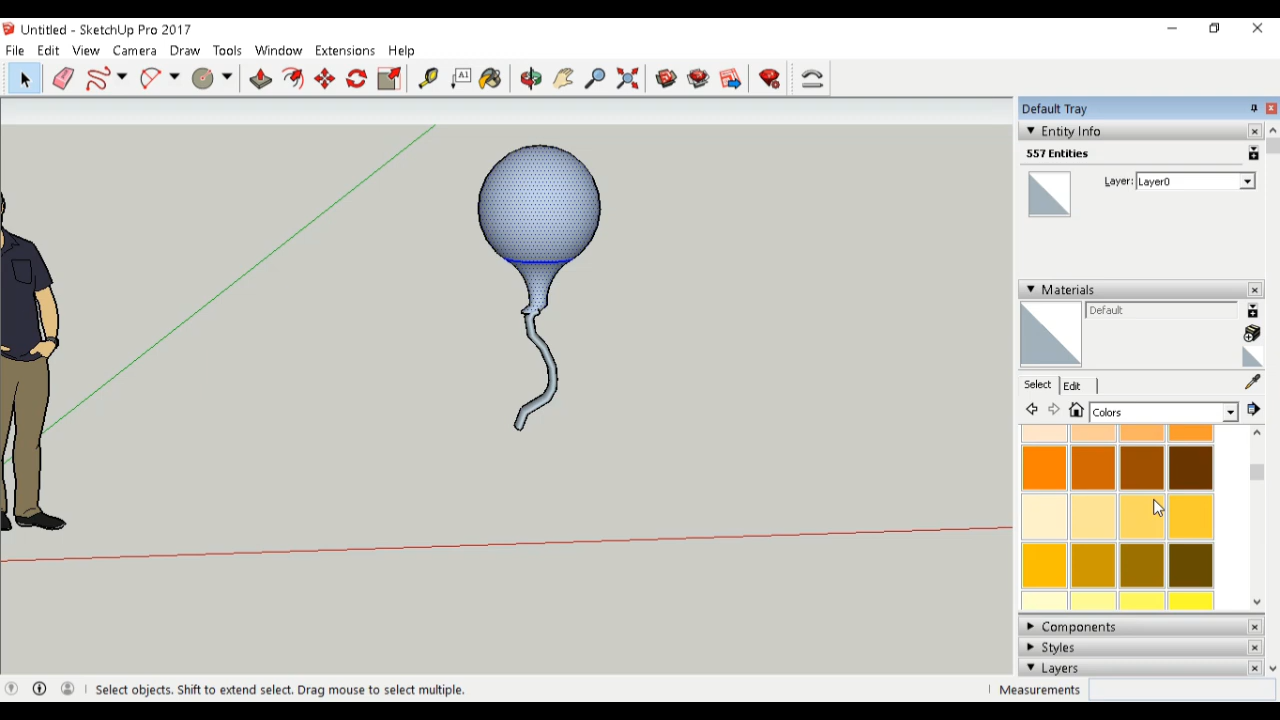 Untitled - SketchUp Pro 2017
File Edit View Camera Draw Tools Window Extensions Help
A1
Default Tray
Entity Info
557 Entities
Layer: Layer0
Materials
Default
Select Edit
Colors
Components
Styles
Layers
Select objects. Shift to extend select. Drag mouse to select multiple. Measurements